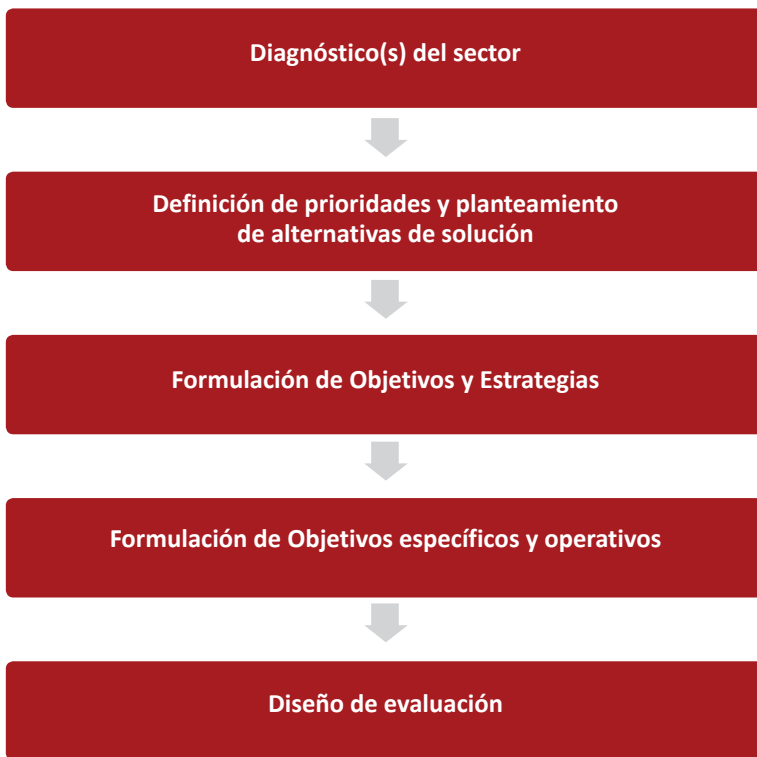 Diagnóstico(s) del sector
Definición de prioridades y planteamiento
de alternativas de solución
Formulación de Objetivos y Estrategias
Formulación de Objetivos específicos y operativos
Diseño de evaluación